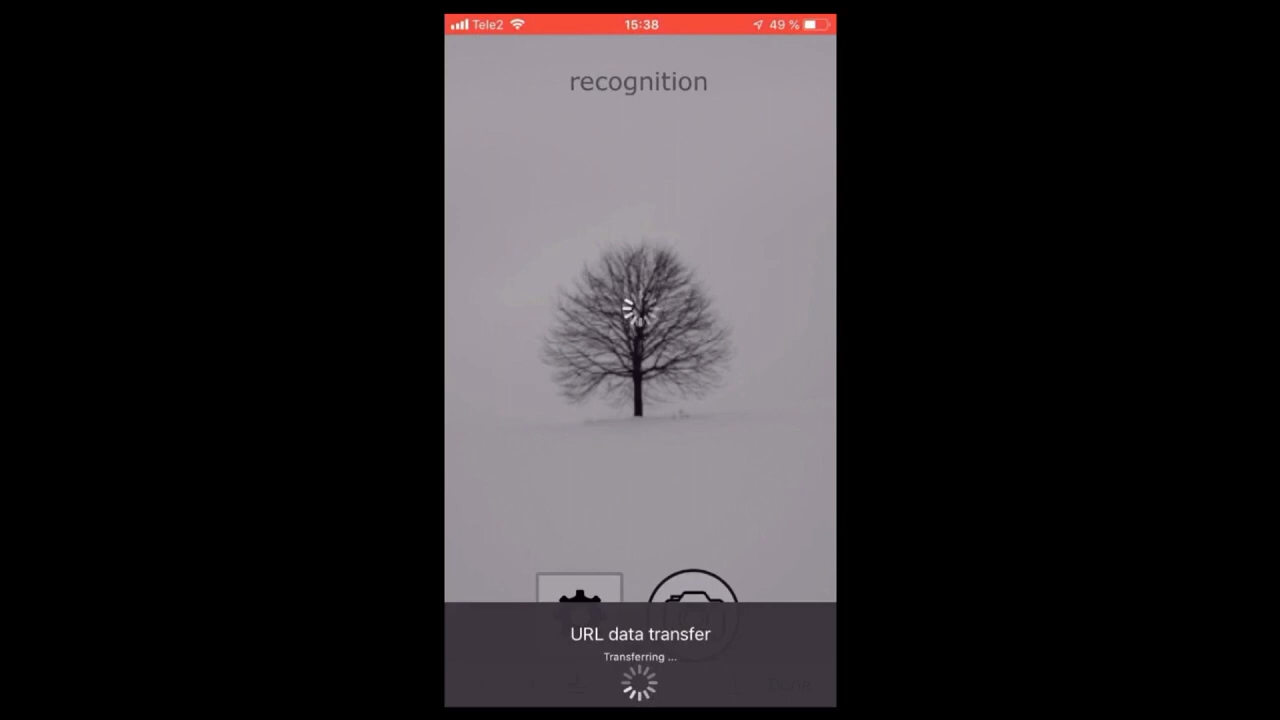 Tele2 15:38 49 %
recognition
URL data transfer
Transferring ...
Done